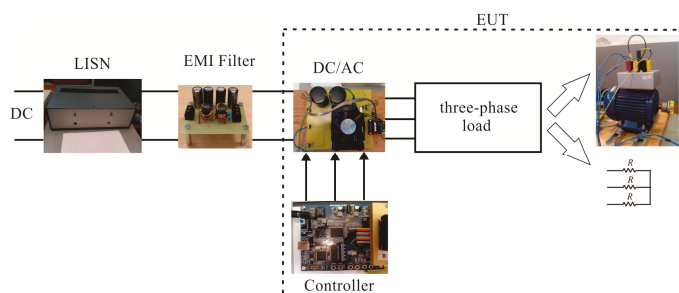 EUT
LISN
EMI Filter
DC/AC
DC
three-phase
load
R
R
R
Controller